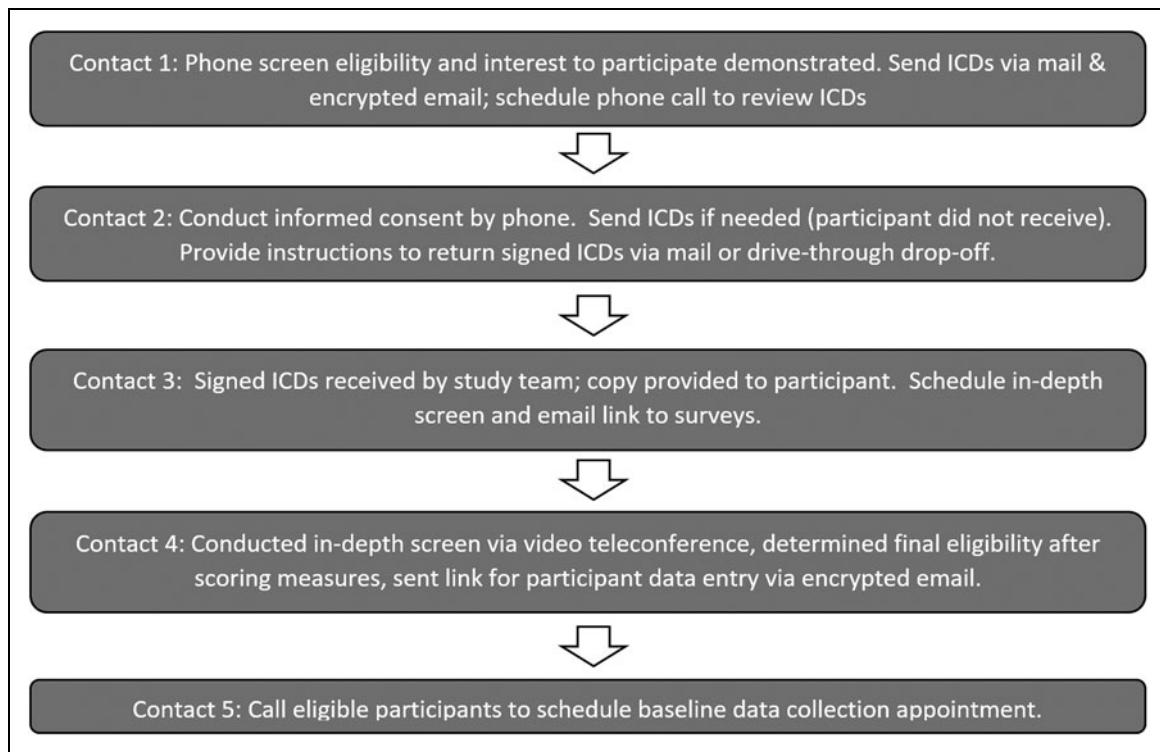 Contact 1: Phone screen eligibility and interest to participate demonstrated. Send ICDs via mail &
encrypted email; schedule phone call to review ICDs
Contact 2: Conduct informed consent by phone.  Send ICDs if needed (participant did not receive).
Provide instructions to return signed ICDs via mail or drive-through drop-off.
Contact 3:  Signed ICDs received by study team; copy provided to participant.  Schedule in-depth
screen and email link to surveys.
Contact 4: Conducted in-depth screen via video teleconference, determined final eligibility after
scoring measures, sent link for participant data entry via encrypted email.
Contact 5: Call eligible participants to schedule baseline data collection appointment.